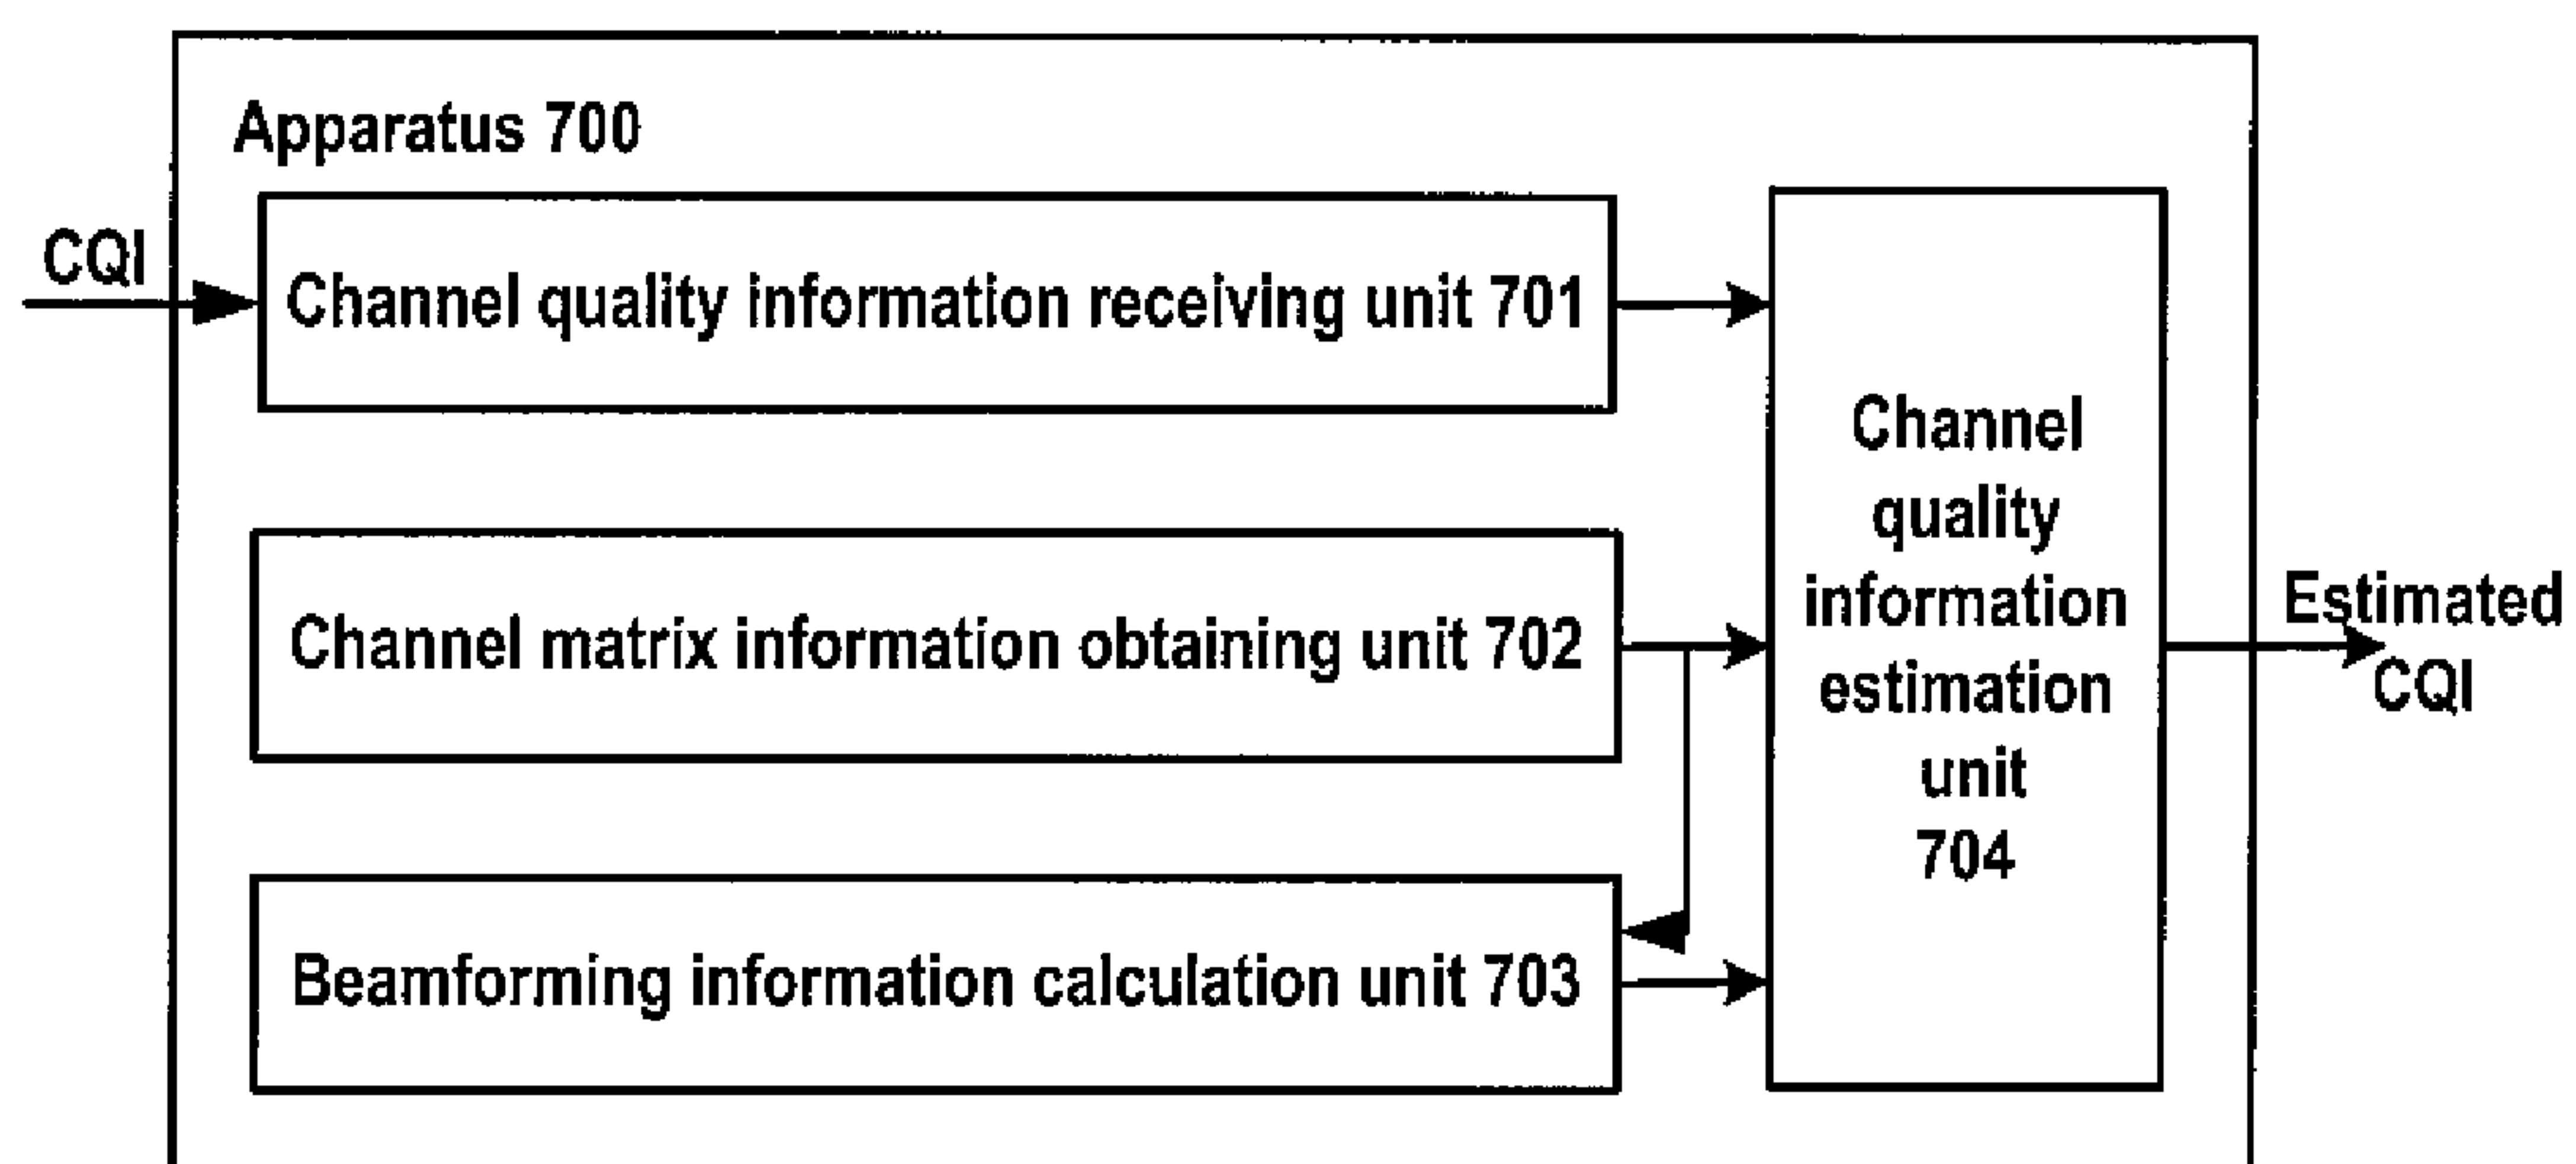 Apparatus 700
CQI
Channel quality information receiving unit 701
Channel matrix information obtaining unit 702
Beamforming information calculation unit 703
Channel
quality
information
estimation
unit
704
Estimated
CQI